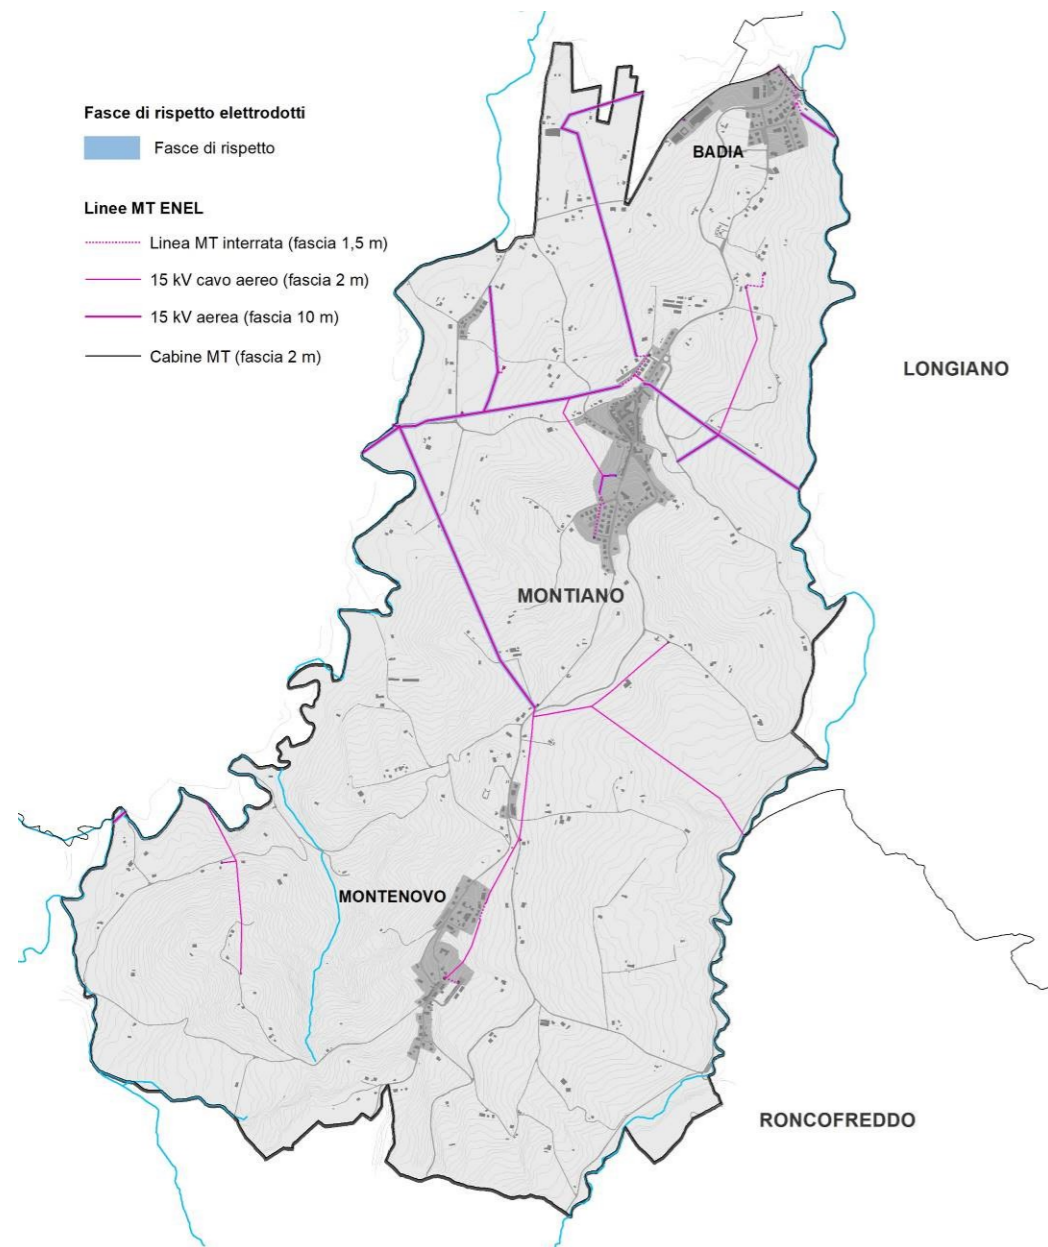 Fasce di rispetto elettrodotti
Fasce di rispetto
Linee MT ENEL
Linea MT interrata (fascia 1,5 m)
15 kV cavo aereo (fascia 2 m)
15 kV aerea (fascia 10 m)
Cabine MT (fascia 2 m)
BADIA
LONGIANO
MONTIANO
MONTENOVO
RONCOFREDDO